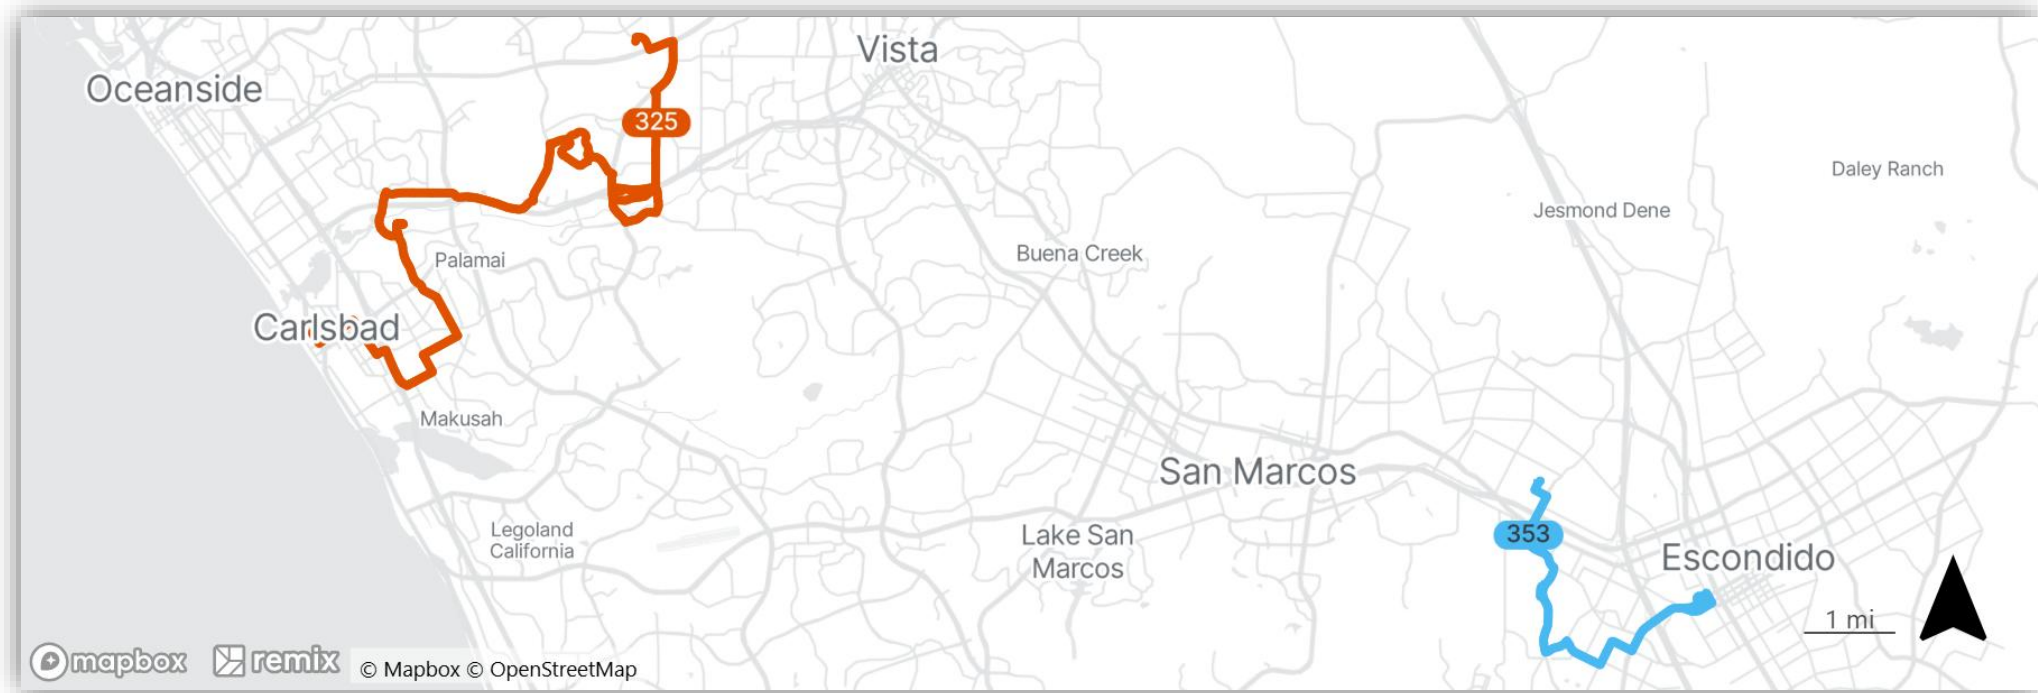 Vista
Oceanside
325
Daley Ranch
Jesmond Dene
Buena Creek
Palamai
Carlsbad
Makusah
San Marcos
Legoland
California
Lake San
Marcos
353
Escondido
1 mi
mapbox
remix
© Mapbox © OpenStreetMap